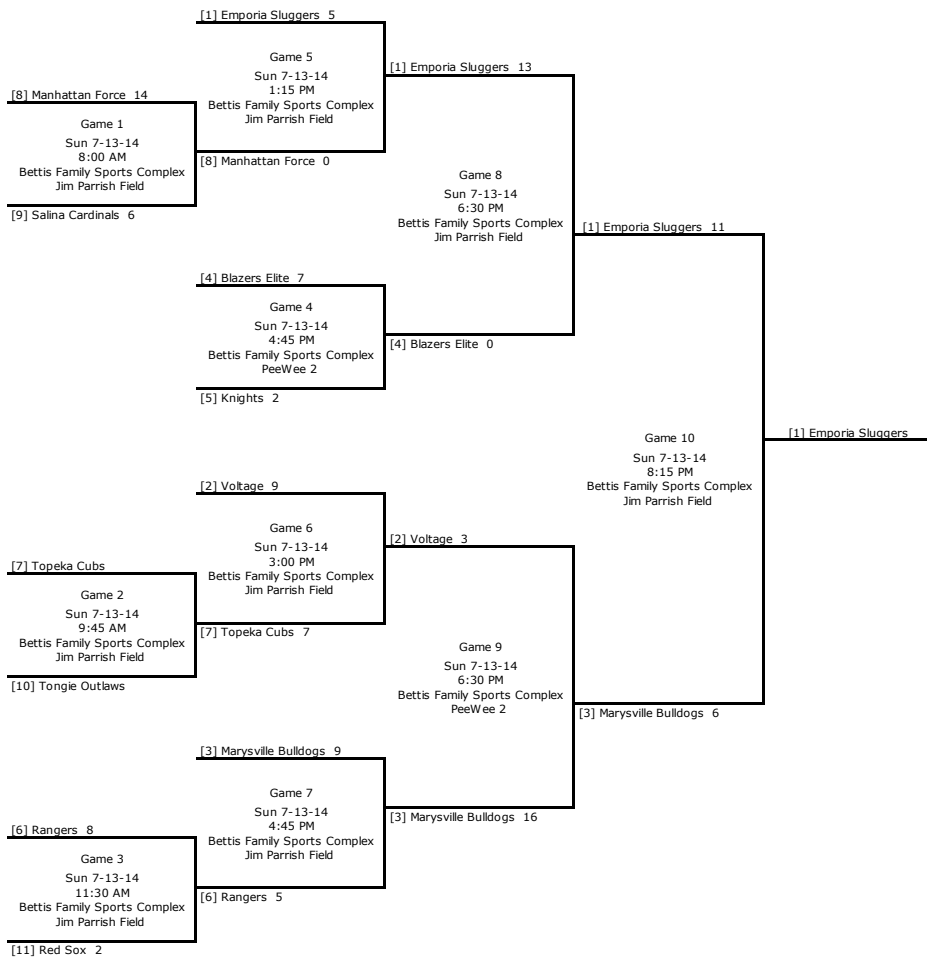 [1] Emporia Sluggers 5
Game 5
Sun 7-13-14
1:15 PM
Bettis Family Sports Complex
Jim Parrish Field
[8] Manhattan Force 0
[8] Manhattan Force 14
Game 1
Sun 7-13-14
8:00 AM
Bettis Family Sports Complex
Jim Parrish Field
[9] Salina Cardinals 6
[1] Emporia Sluggers 13
Game 8
Sun 7-13-14
6:30 PM
Bettis Family Sports Complex
Jim Parrish Field
[4] Blazers Elite 0
[4] Blazers Elite 7
Game 4
Sun 7-13-14
4:45 PM
Bettis Family Sports Complex
PeeWee 2
[5] Knights 2
[1] Emporia Sluggers 11
Game 10
Sun 7-13-14
8:15 PM
Bettis Family Sports Complex
Jim Parrish Field
[1] Emporia Sluggers
[2] Voltage 9
Game 6
Sun 7-13-14
3:00 PM
Bettis Family Sports Complex
Jim Parrish Field
[7] Topeka Cubs 7
[7] Topeka Cubs
Game 2
Sun 7-13-14
9:45 AM
Bettis Family Sports Complex
Jim Parrish Field
[10] Tongie Outlaws
[2] Voltage 3
Game 9
Sun 7-13-14
6:30 PM
Bettis Family Sports Complex
PeeWee 2
[3] Marysville Bulldogs 16
[3] Marysville Bulldogs 6
[3] Marysville Bulldogs 9
Game 7
Sun 7-13-14
4:45 PM
Bettis Family Sports Complex
Jim Parrish Field
[6] Rangers 5
[6] Rangers 8
Game 3
Sun 7-13-14
11:30 AM
Bettis Family Sports Complex
Jim Parrish Field
[11] Red Sox 2